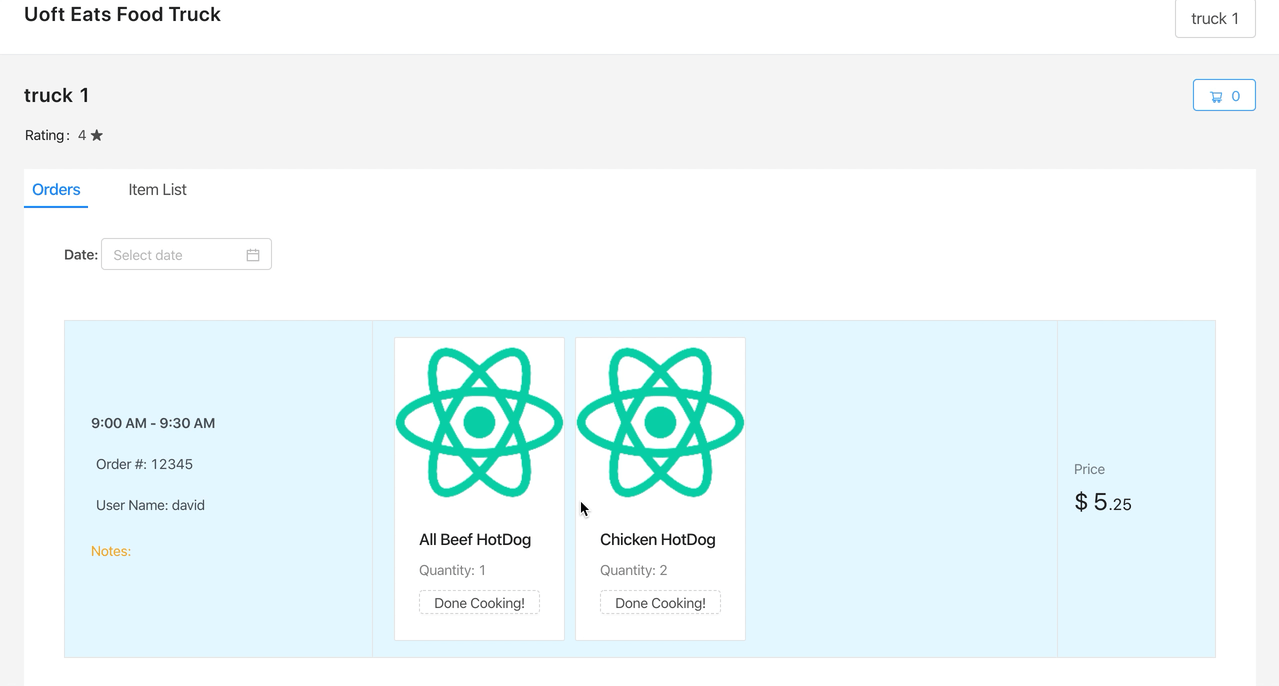 Uoft Eats Food Truck
truck 1
truck 1
0
Rating: 4
Orders
Item List
Date:
Select date
9:00 AM - 9:30 AM
Order #: 12345
User Name: david
Notes:
All Beef HotDog
Quantity: 1
Done Cooking!
Chicken HotDog
Quantity: 2
Done Cooking!
Price
$ 5.25